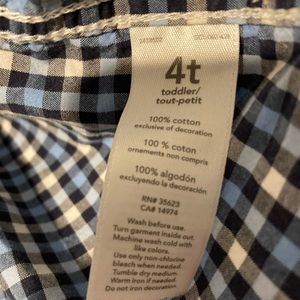 4t
toddler/
tout-petit
100% cotton
exclusive of decoration
100 % coton
ornements non compris
100% algodón
excluyendo la decoración
RN# 35623
CA# 14974
Wash before use.
Turn garment inside out.
Machine wash cold with
like colors.
Use only non-chlorine
bleach when needed.
Tumble dry medium.
Warm iron if needed.
Do not iron decoration.